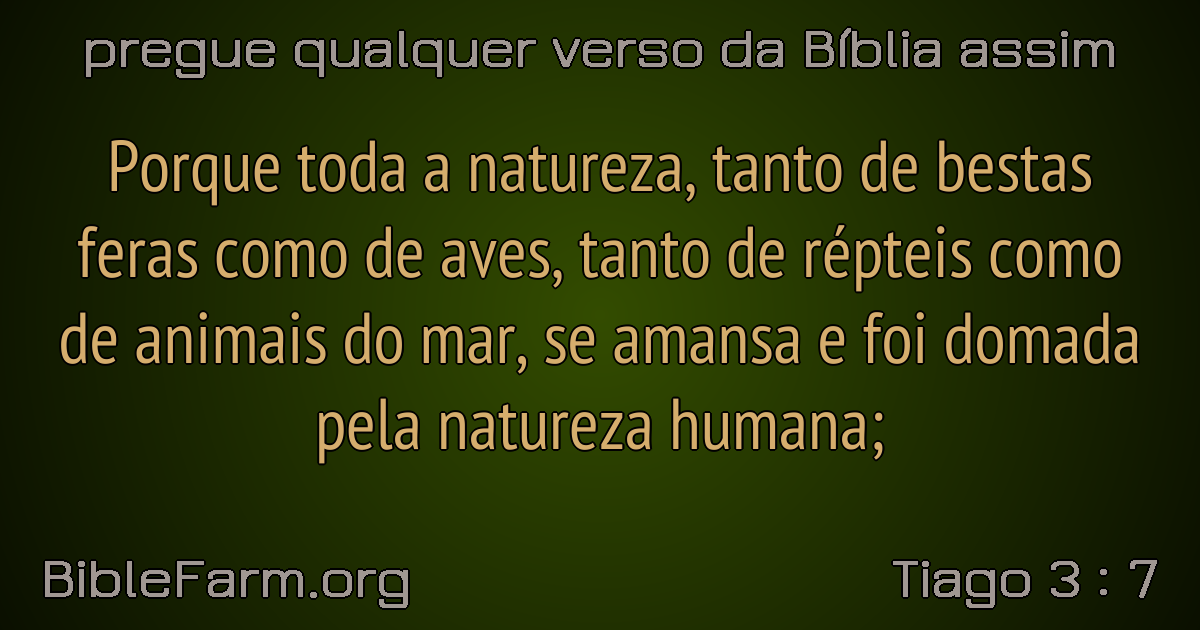 pregue qualquer verso da Bíblia assim
Porque toda a natureza, tanto de bestas
feras como de aves, tanto de répteis como
de animais do mar, se amansa e foi domada
pela natureza humana;
BibleFarm.org
Tiago 3 : 7